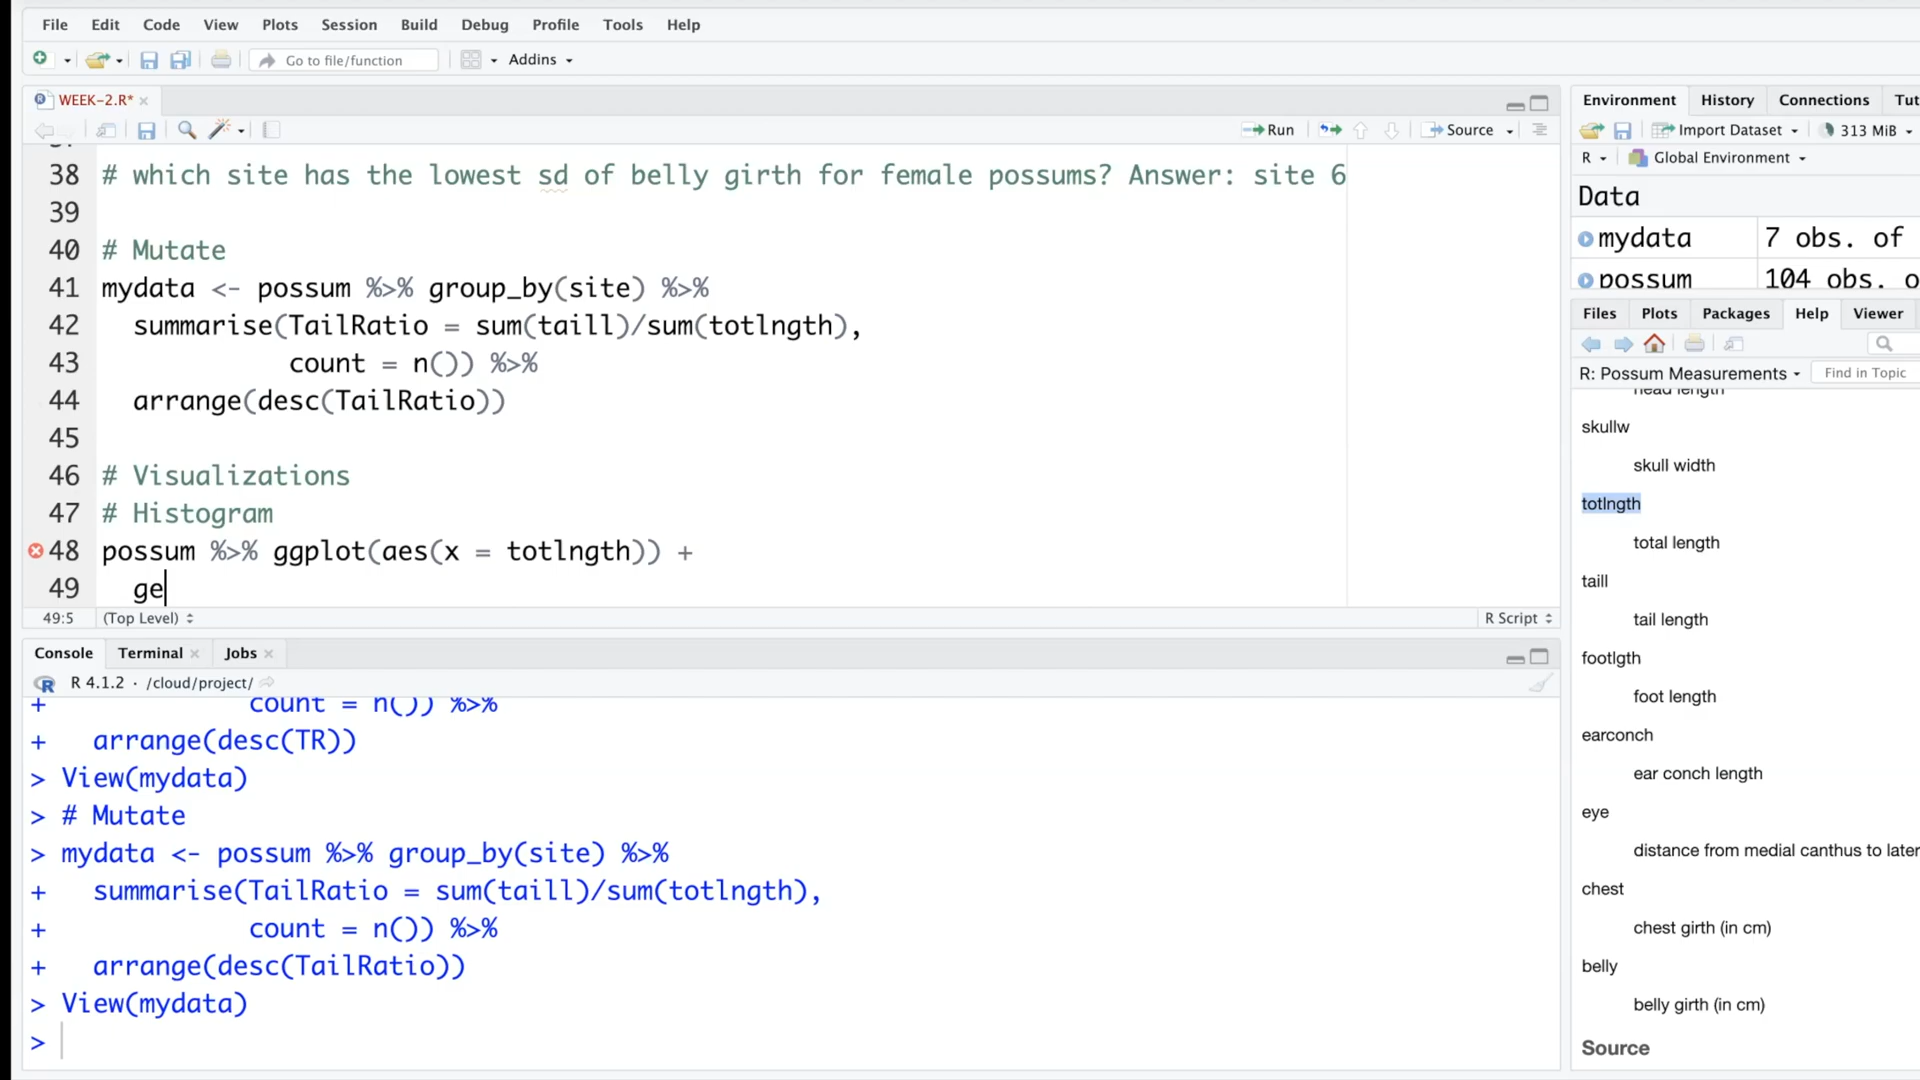 File Edit Code View Plots Session Build Debug Profile Tools Help
Go to file/function Addins
WEEK-2.R*
Run Source
38 # which site has the lowest sd of belly girth for female possums? Answer: site 6
39
40 # Mutate
41 mydata <- possum %>% group_by(site) %>%
42 summarise(TailRatio = sum(taill)/sum(totlngth),
43 count = n()) %>%
44 arrange(desc(TailRatio))
45
46 # Visualizations
47 # Histogram
48 possum %>% ggplot(aes(x = totlngth)) +
49 ge
49:5 (Top Level) R Script
Console Terminal Jobs
R 4.1.2 · /cloud/project/
+ count = n()) %>%
+ arrange(desc(TR))
> View(mydata)
> # Mutate
> mydata <- possum %>% group_by(site) %>%
+ summarise(TailRatio = sum(taill)/sum(totlngth),
+ count = n()) %>%
+ arrange(desc(TailRatio))
> View(mydata)
>
Environment History Connections Tut
Import Dataset 313 MiB
R Global Environment
Data
mydata 7 obs. of
possum 104 obs. o
Files Plots Packages Help Viewer
R: Possum Measurements Find in Topic
head length
skullw
skull width
totlngth
total length
taill
tail length
footlgth
foot length
earconch
ear conch length
eye
distance from medial canthus to later
chest
chest girth (in cm)
belly
belly girth (in cm)
Source